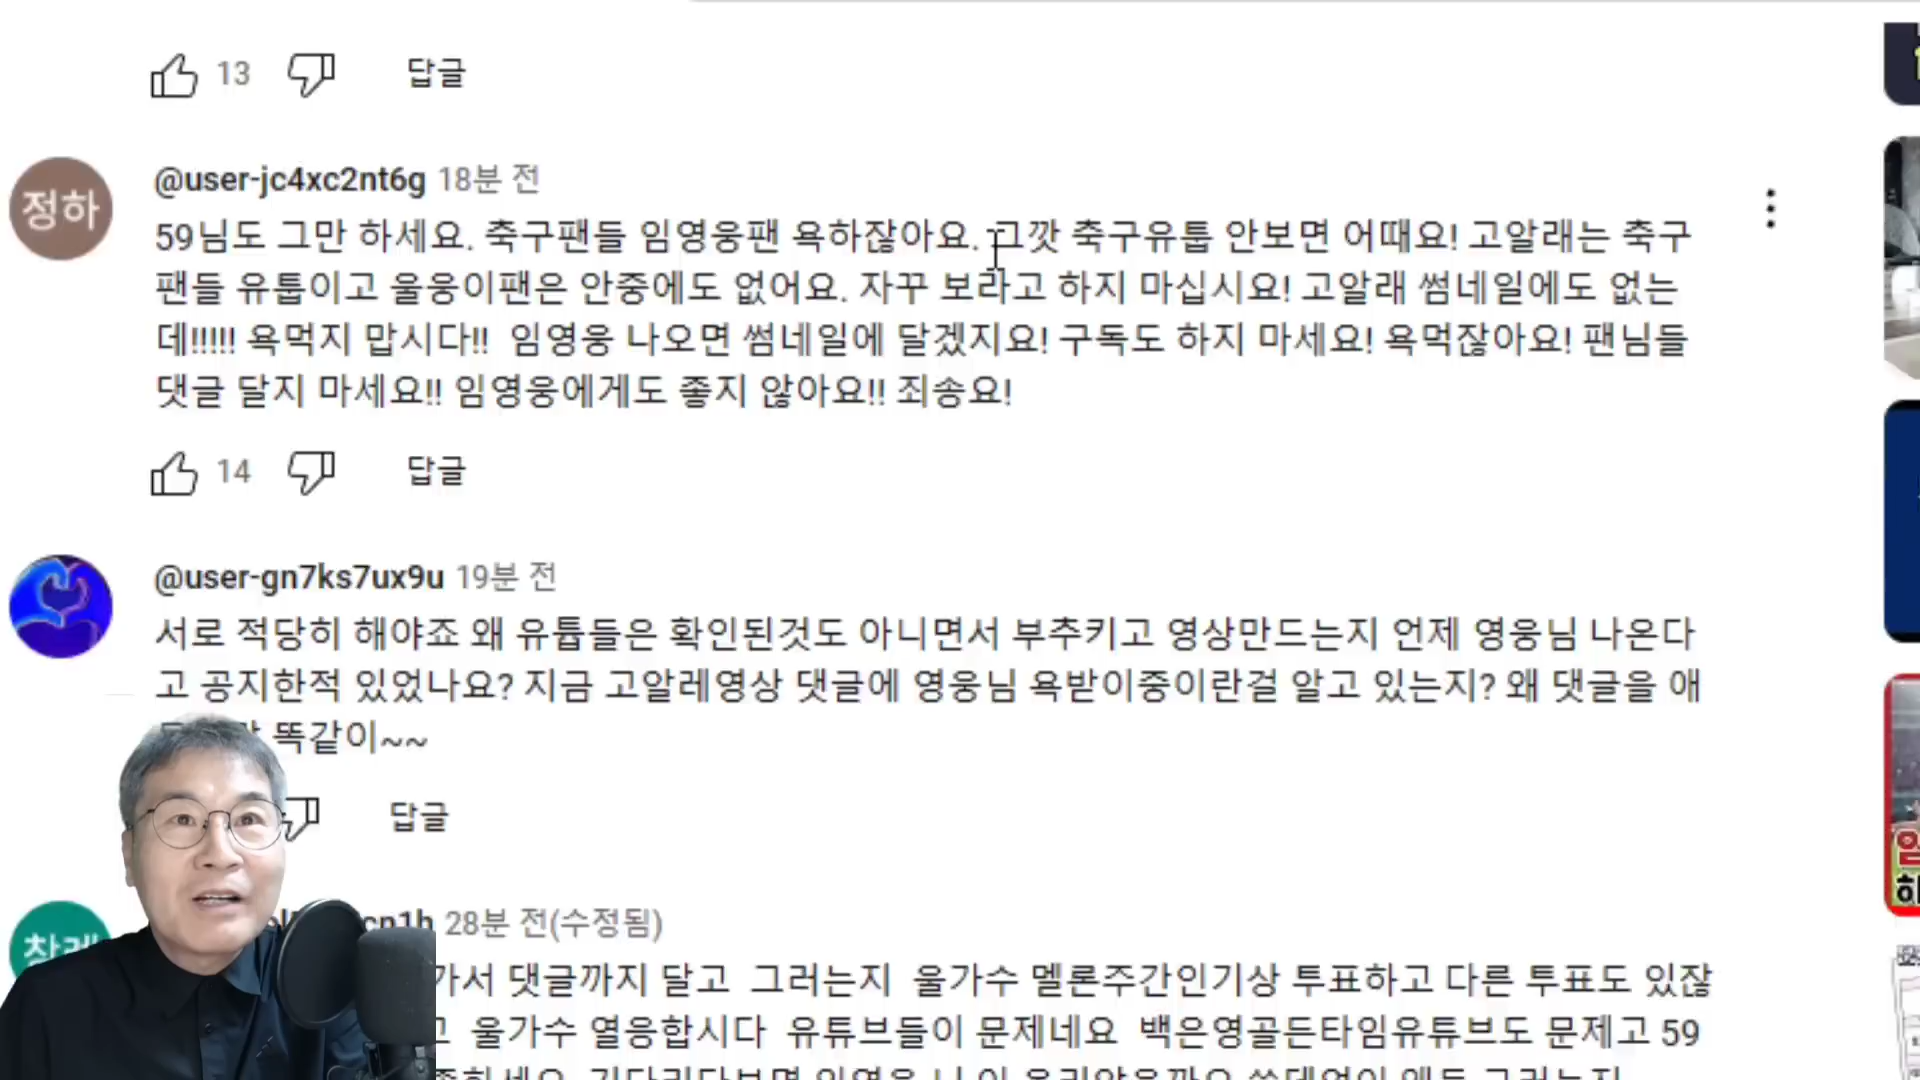 13 답글
정하
@user-jc4xc2nt6g 18분 전
59님도 그만 하세요. 축구팬들 임영웅팬 욕하잖아요. 그깟 축구유튭 안보면 어때요! 고알래는 축구
팬들 유튭이고 울웅이팬은 안중에도 없어요. 자꾸 보라고 하지 마십시요! 고알래 썸네일에도 없는
데!!!!! 욕먹지 맙시다!! 임영웅 나오면 썸네일에 달겠지요! 구독도 하지 마세요! 욕먹잖아요! 팬님들
댓글 달지 마세요!! 임영웅에게도 좋지 않아요!! 죄송요!
14 답글
@user-gn7ks7ux9u 19분 전
서로 적당히 해야죠 왜 유튭들은 확인된것도 아니면서 부추키고 영상만드는지 언제 영웅님 나온다
고 공지한적 있었나요? 지금 고알레영상 댓글에 영웅님 욕받이중이란걸 알고 있는지? 왜 댓글을 애
똑같이~~
답글
28분 전(수정됨)
가서 댓글까지 달고 그러는지 울가수 멜론주간인기상 투표하고 다른 투표도 있잖
울가수 열응합시다 유튜브들이 문제네요 백은영골든타임유튜브도 문제고 59